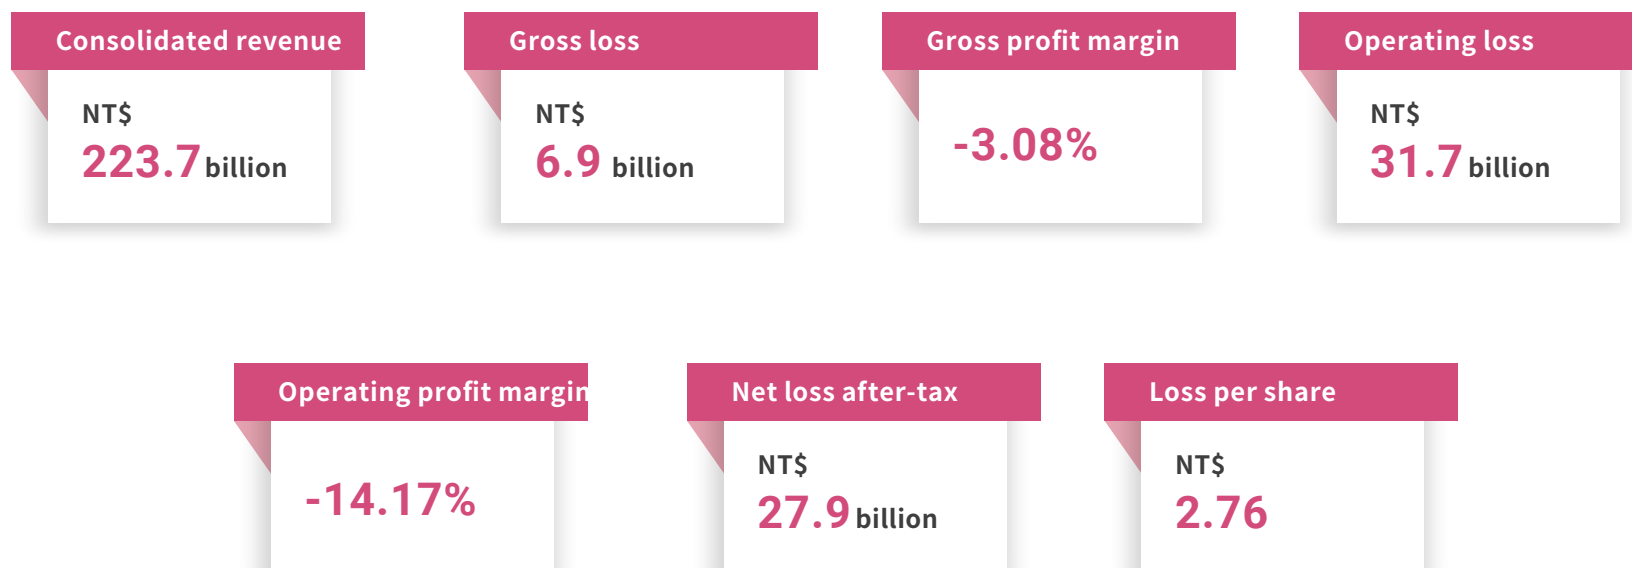 Consolidated revenue
NT$
223.7 billion
Gross loss
NT$
6.9 billion
Gross profit margin
-3.08%
Operating loss
NT$
31.7 billion
Operating profit margin
-14.17%
Net loss after-tax
NT$
27.9 billion
Loss per share
NT$
2.76